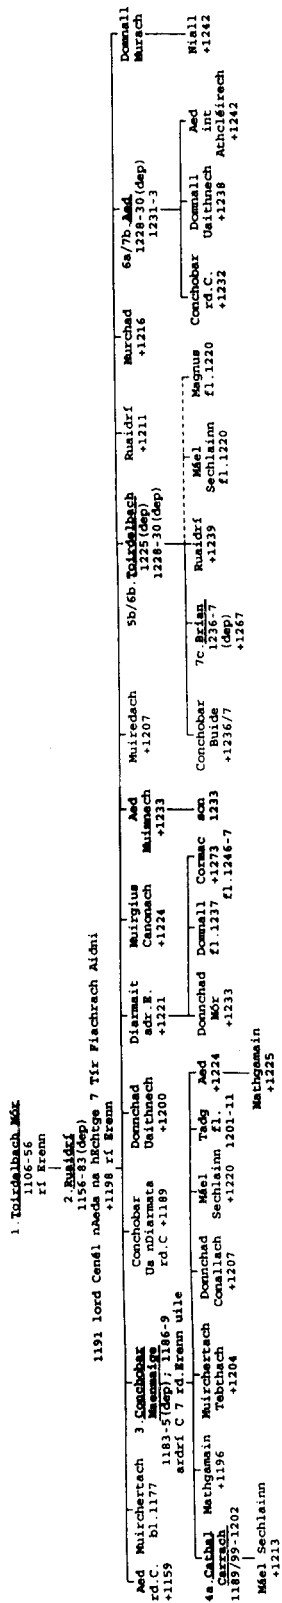 1. Toirdelbach Mór
1106-56
rí Erenn
2. Ruaidrí
1156-83(dep)
+1198 rí Erenn
1191 lord Cenél nAeda na hEchtge 7 Tír Fiachrach Aidni
Aed
rd.C.
+1159
Muirchertach
bl.1177
3. Conchobar
Maenmaige
1183-5(dep); 1186-9
ardrí C 7 rd.Erenn uile
Conchobar
Ua nDiarmata
rd.C +1189
Donnchad
Uaithnech
+1200
Diarmait
adr.E.
+1221
Muirgius
Canonach
+1224
Aed
Muimnech
+1233
Muiredach
+1207
5b/6b. Toirdelbach
1225(dep)
1228-30(dep)
Ruaidrí
+1211
Murchad
+1216
6a/7b. Aed
1228-30(dep)
1231-3
Domnall
Murach
4a. Cathal
Carrach
1189/99-1202
Mathgamain
+1196
Muirchertach
Tebthach
+1204
Donnchad
Conallach
+1207
Máel
Sechlainn
+1220
Tadg
fl.
1201-11
Aed
+1224
Donnchad
Mór
+1233
Domnall
fl.1237
Cormac
+1273
fl.1246-7
son
1233
Conchobar
Buide
+1236/7
7c. Brian
1236-7
(dep)
+1267
Ruaidrí
+1239
Máel
Sechlainn
fl.1220
Magnus
fl.1220
Conchobar
rd.C.
+1232
Domnall
Uaithnech
+1238
Aed
int
Athcléirech
+1242
Niall
+1242
Máel Sechlainn
+1213
Mathgamain
+1225